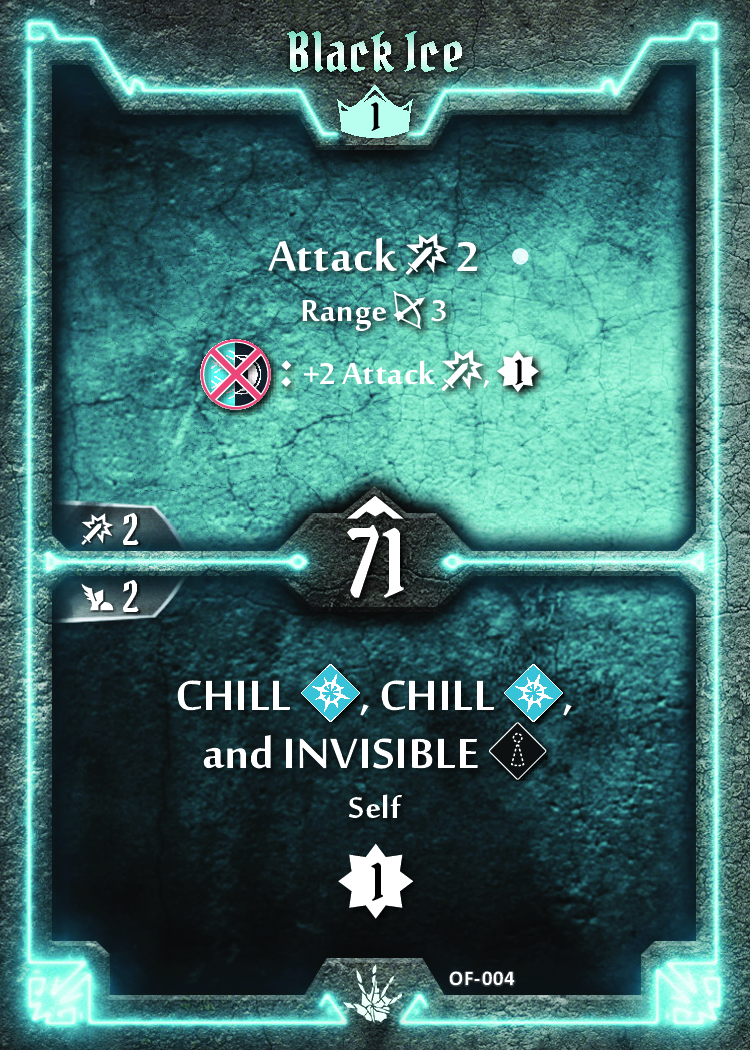 Black Ice
1
Attack 2
Range 3
: +2 Attack , 1
2
71
2
CHILL , CHILL ,
and INVISIBLE
Self
1
OF-004